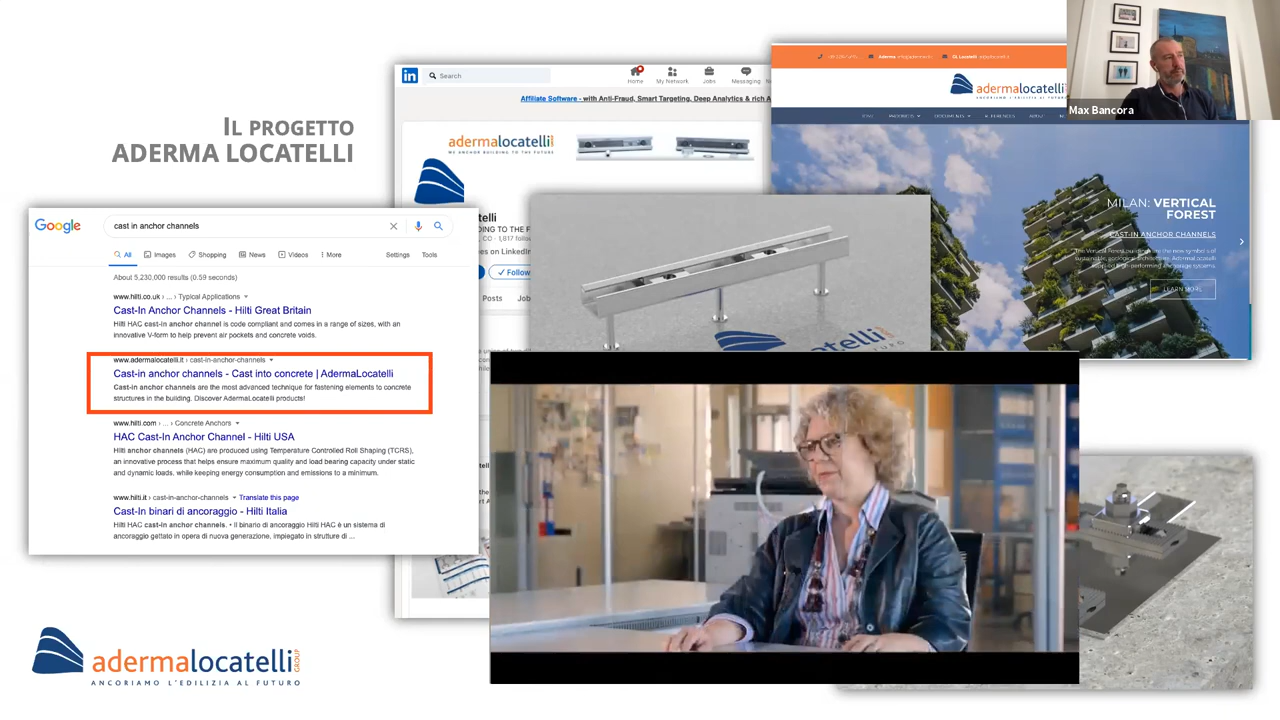 IL PROGETTO
ADERMA LOCATELLI
Google
cast in anchor channels
All
Images
Shopping
News
Videos
More
Settings
Tools
About 5,230,000 results (0.59 seconds)
www.hilti.co.uk › ... › Typical Applications
Cast-In Anchor Channels - Hilti Great Britain
Hilti HAC cast-in anchor channel is code compliant and comes in a range of sizes, with an
innovative V-form to help prevent air pockets and concrete voids.
www.adermalocatelli.it › cast-in-anchor-channels
Cast-in anchor channels - Cast into concrete | AdermaLocatelli
Cast-in anchor channels are the most advanced technique for fastening elements to concrete
structures in the building. Discover AdermaLocatelli products!
www.hilti.com › ... › Concrete Anchors
HAC Cast-In Anchor Channel - Hilti USA
Hilti anchor channels (HAC) are produced using Temperature Controlled Roll Shaping (TCRS),
an innovative process that helps ensure maximum quality and load bearing capacity under static
and dynamic loads, while keeping energy consumption and emissions to a minimum.
www.hilti.it › cast-in-anchor-channels Translate this page
Cast-In binari di ancoraggio - Hilti Italia
Hilti HAC cast-in anchor channels. • Il binario di ancoraggio Hilti HAC è un sistema di
ancoraggio gettato in opera di nuova generazione, impiegato in strutture di ...
adermalocatelli GROUP
ANCORIAMO L'EDILIZIA AL FUTURO
in
Search
Home
My Network
Jobs
Messaging
Affiliate Software - with Anti-Fraud, Smart Targeting, Deep Analytics & rich A
adermalocatelli
WE ANCHOR BUILDING TO THE FUTURE
telli
Follow
Posts
Job
adermalocatelli
ANCORIAMO L'EDILIZIA AL FUTURO
PRODUCTS
DOCUMENTS
MILAN: VERTICAL
FOREST
CAST-IN ANCHOR CHANNELS
LEARN MORE
Max Bancora